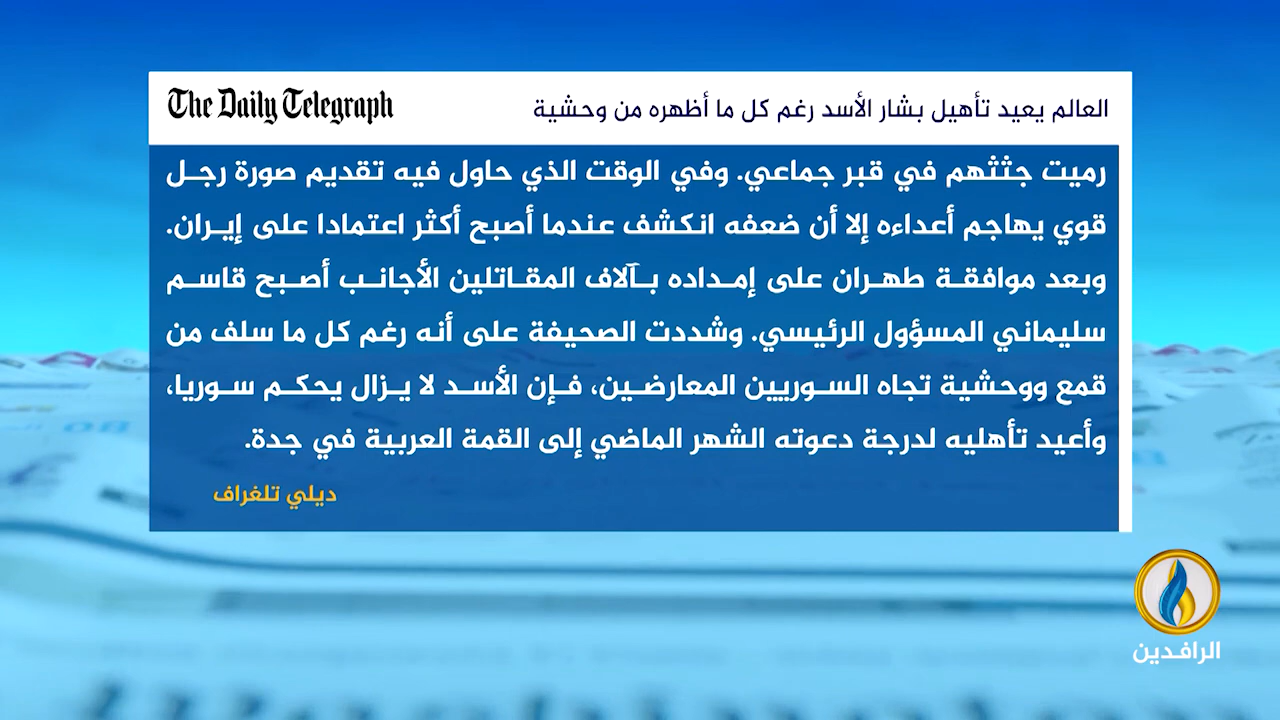 The Daily Telegraph
العالم يعيد تأهيل بشار الأسد رغم كل ما أظهره من وحشية
رميت جثثهم في قبر جماعي. وفي الوقت الذي حاول فيه تقديم صورة رجل
قوي يهاجم أعداءه إلا أن ضعفه انكشف عندما أصبح أكثر اعتمادا على إيران.
وبعد موافقة طهران على إمداده بآلاف المقاتلين الأجانب أصبح قاسم
سليماني المسؤول الرئيسي. وشددت الصحيفة على أنه رغم كل ما سلف من
قمع ووحشية تجاه السوريين المعارضين، فإن الأسد لا يزال يحكم سوريا،
وأعيد تأهليه لدرجة دعوته الشهر الماضي إلى القمة العربية في جدة.
ديلي تلغراف
الرافدين